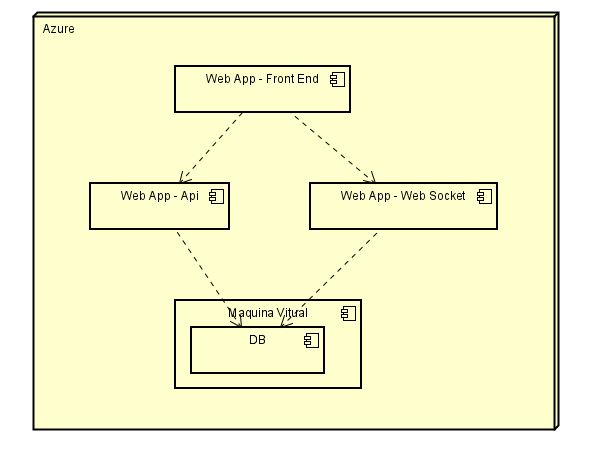 Azure
Web App - Front End
Web App - Api
Web App - Web Socket
Maquina Vitual
DB